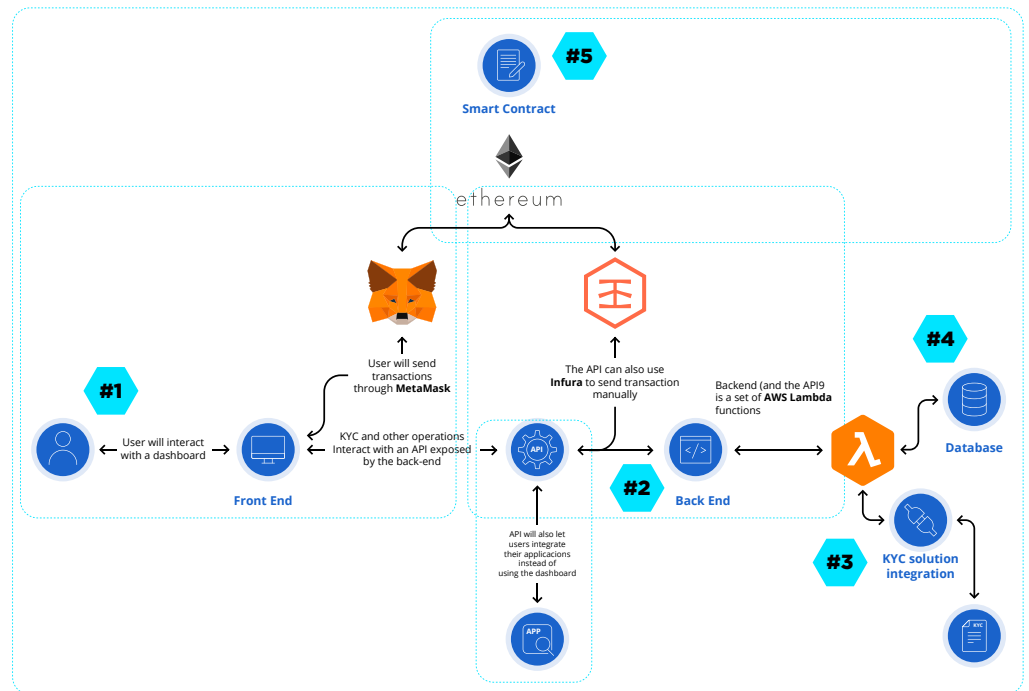 #5
Smart Contract
ethereum
User will send
transactions
through MetaMask
#1
User will interact
with a dashboard
Front End
KYC and other operations
Interact with an API exposed
by the back-end
The API can also use
Infura to send transaction
manually
Backend (and the API9
is a set of AWS Lambda
functions
#4
Database
API
</>
#2
Back End
API will also let
users integrate
their applicacions
instead of
using the dashboard
APP
#3
KYC solution
integration
KYC